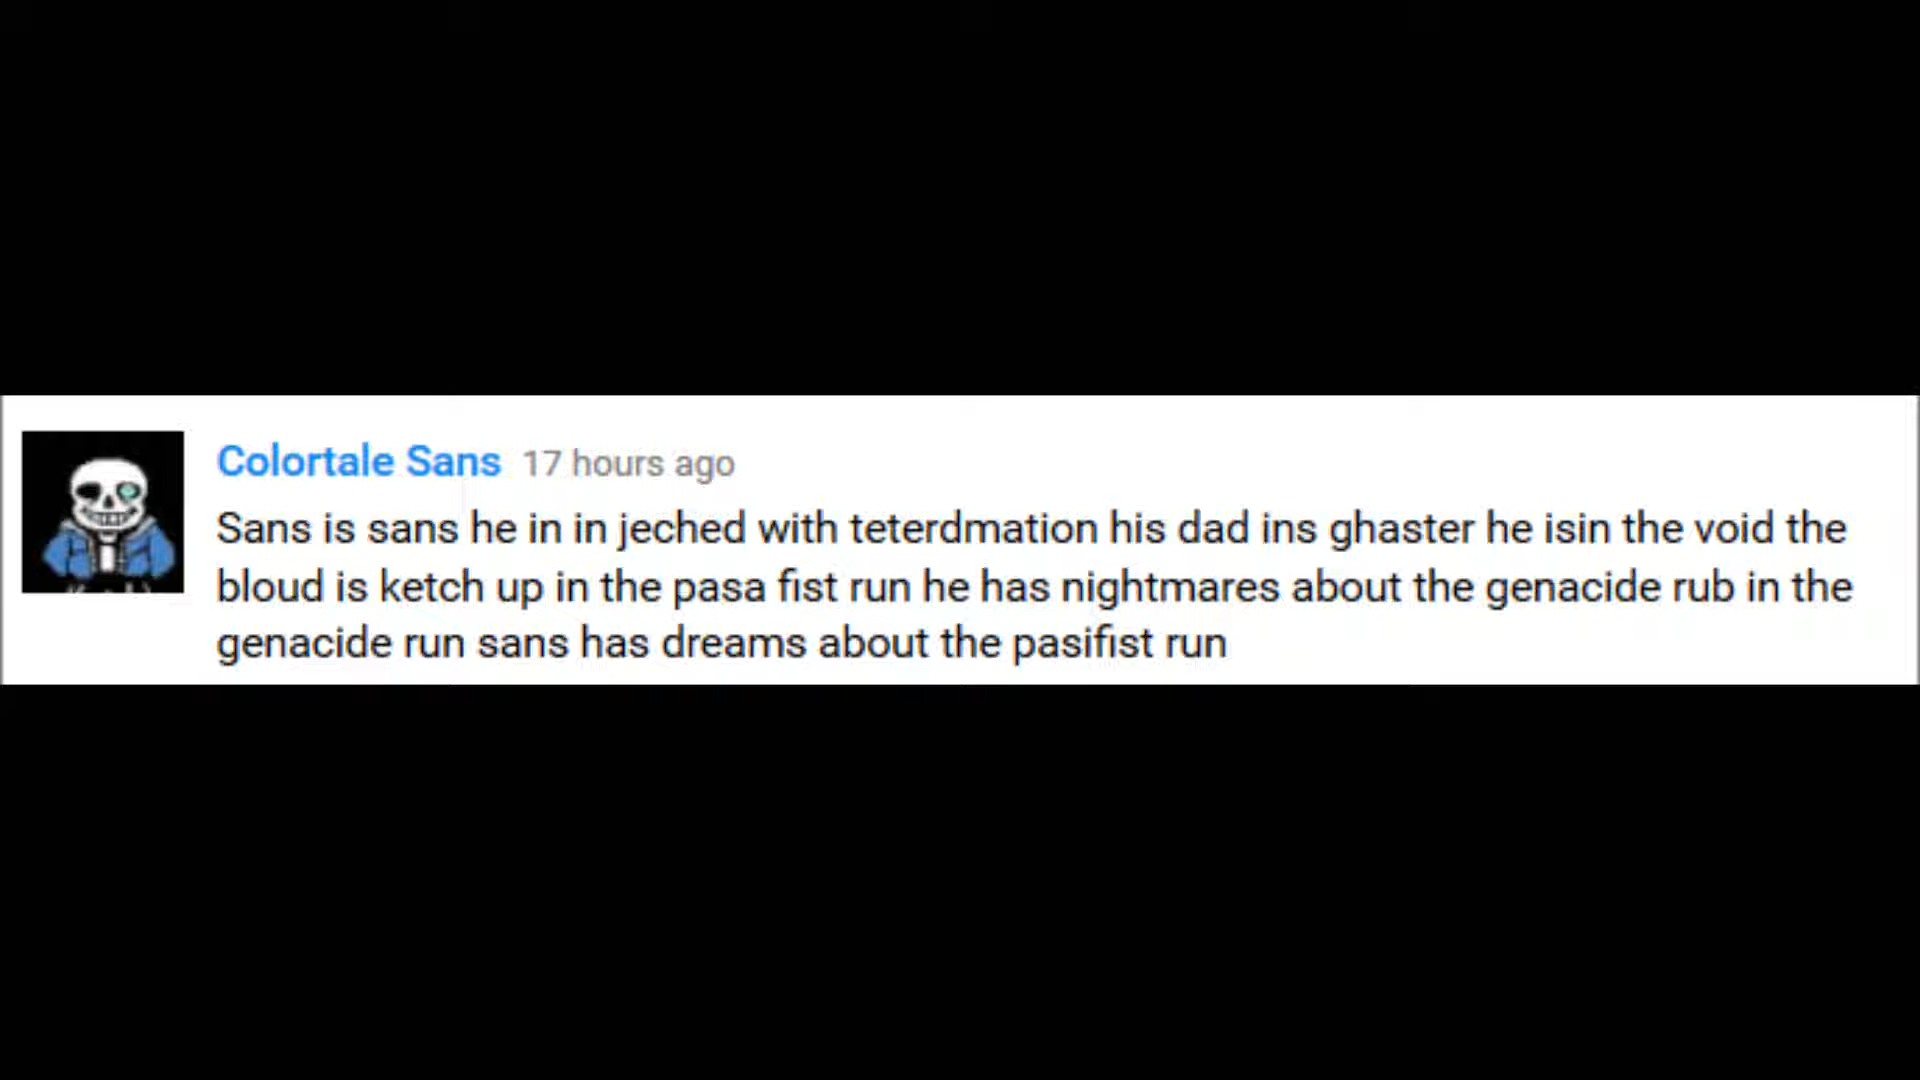 Colortale Sans 17 hours ago
Sans is sans he in in jeched with teterdmation his dad ins ghaster he isin the void the
bloud is ketch up in the pasa fist run he has nightmares about the genacide rub in the
genacide run sans has dreams about the pasifist run